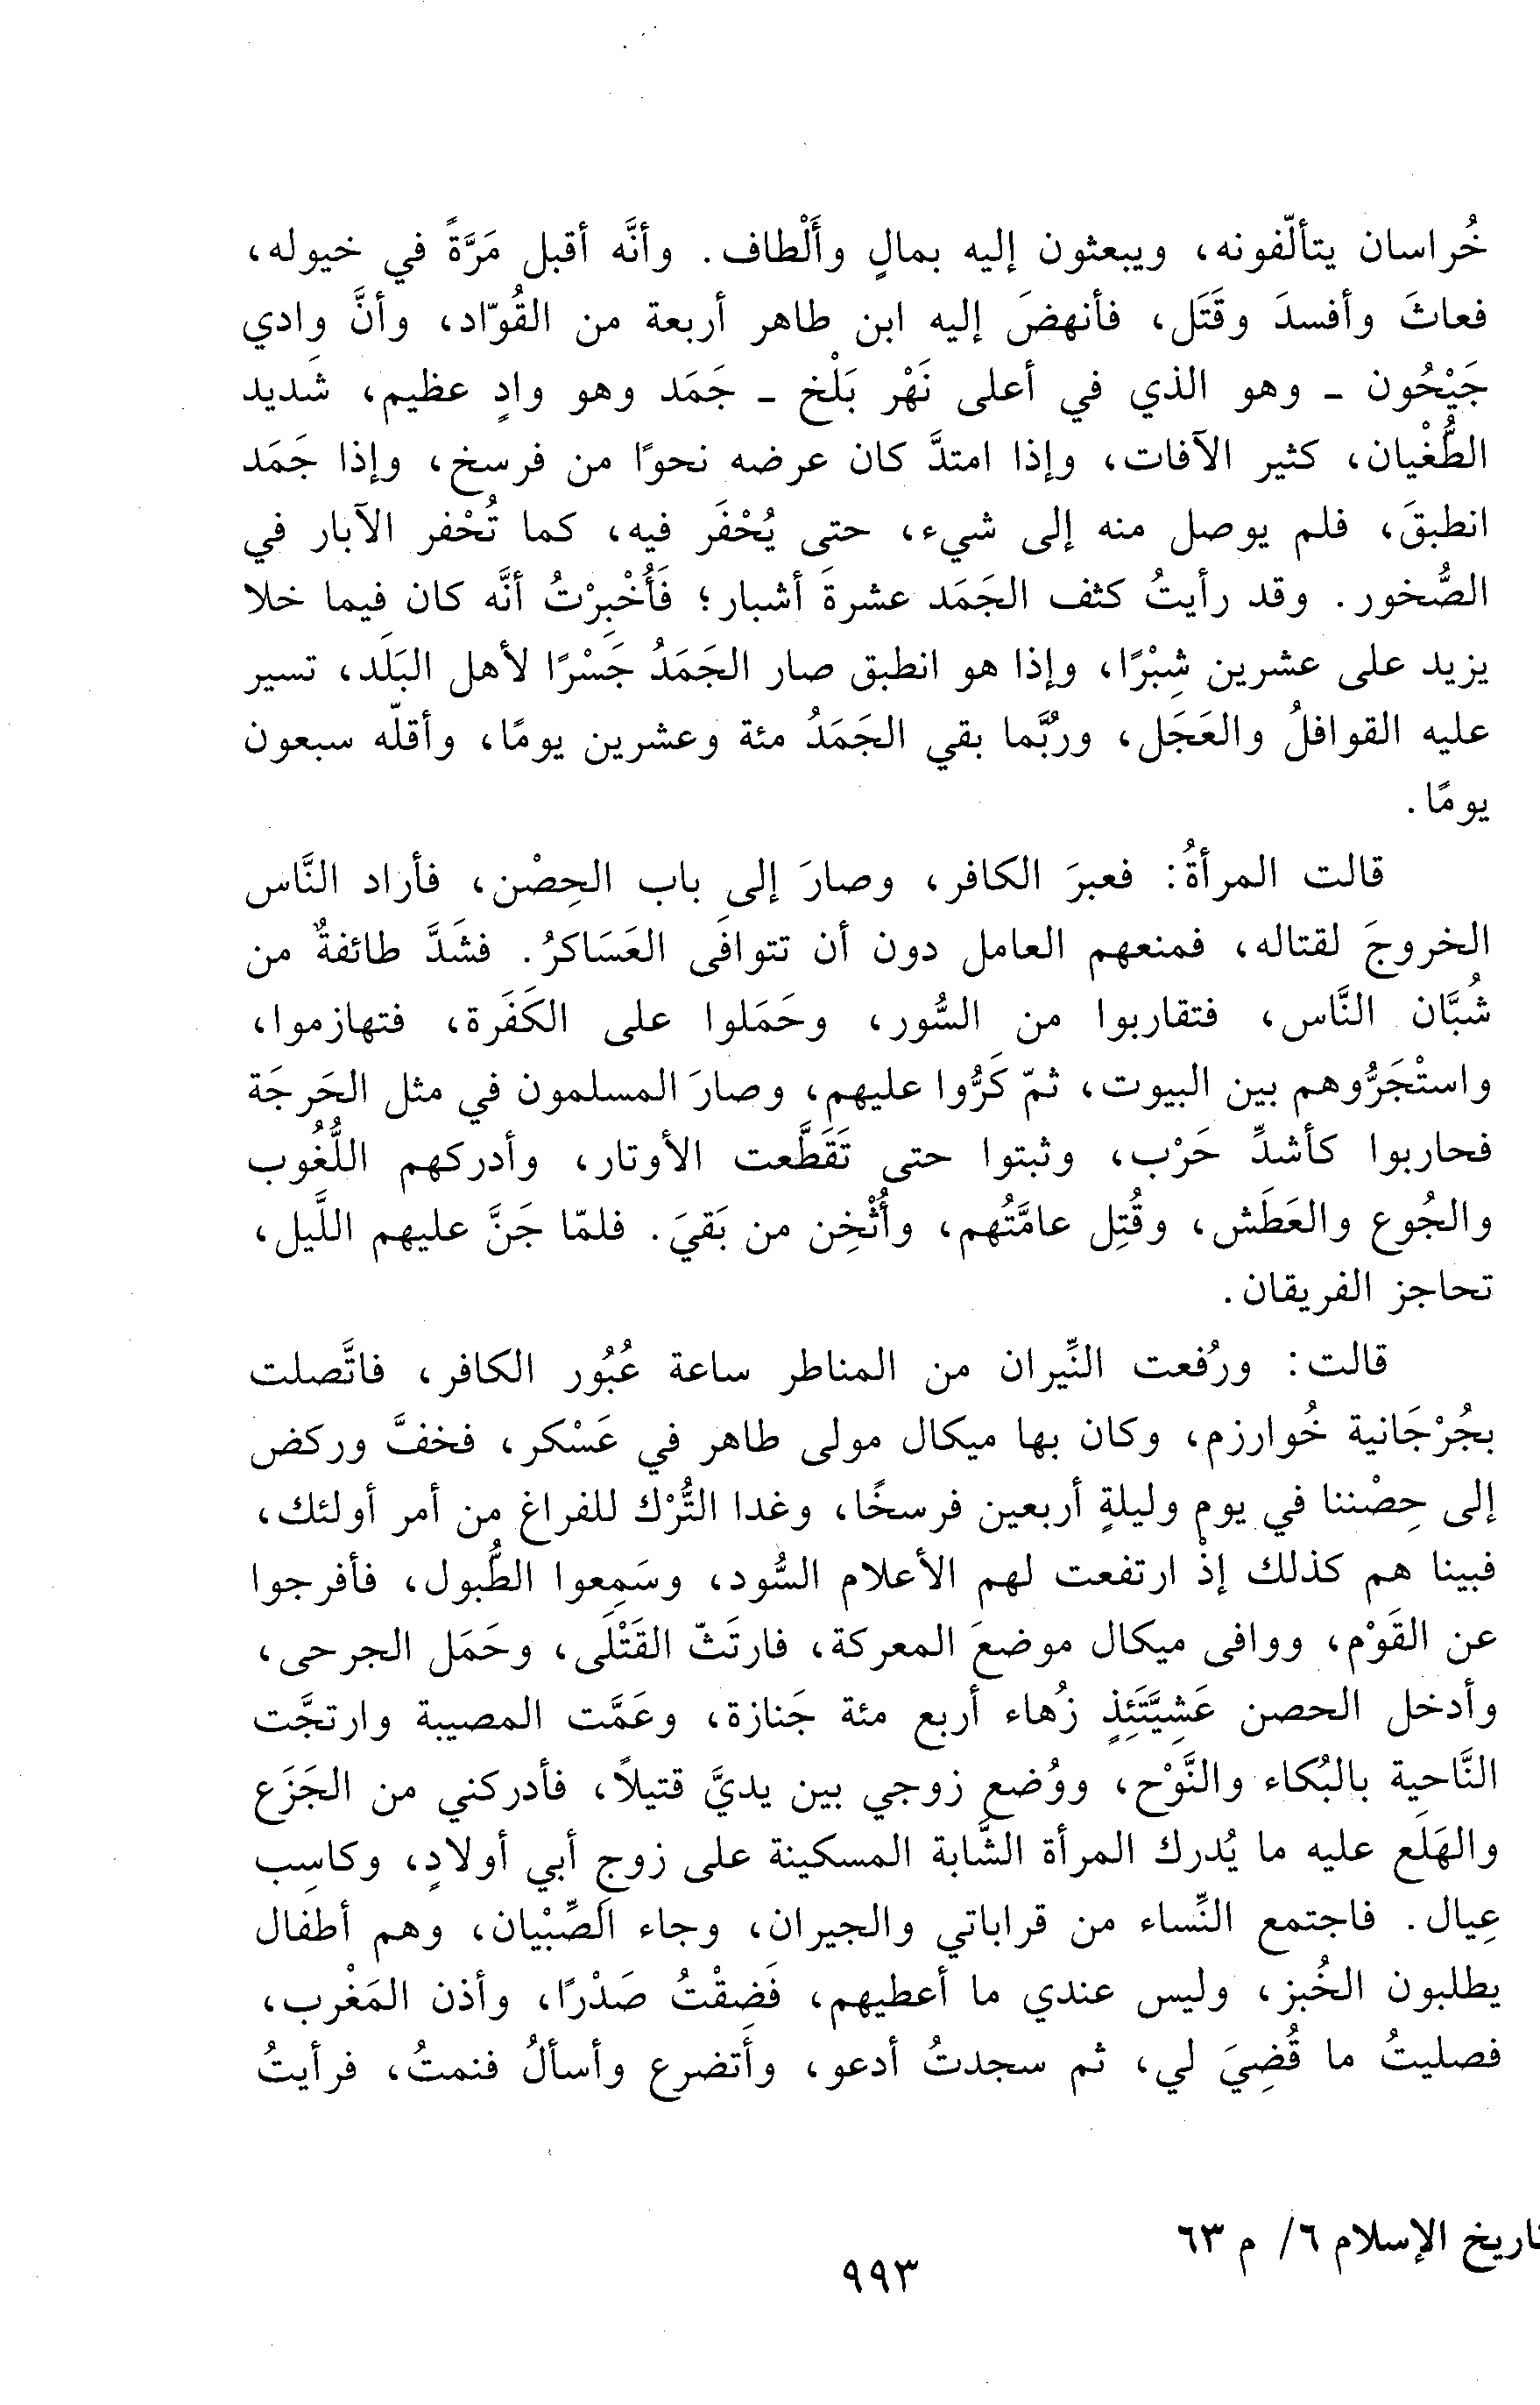 خُراسان يتألّفونه، ويبعثون إليه بمالٍ وأَلْطاف. وأنَّه أقبل مَرَّةً في خيوله،
فعاثَ وأفسدَ وقَتَل، فأنهضَ إليه ابن طاهر أربعة من القُوّاد، وأنَّ وادي
جَيْحُون - وهو الذي في أعلى نَهْر بَلْخ - جَمَد وهو وادٍ عظيم، شَديد
الطُّغْيان، كثير الآفات، وإذا امتدَّ كان عرضه نحوًا من فرسخ، وإذا جَمَد
انطبقَ، فلم يوصل منه إلى شيء، حتى يُحْفَر فيه، كما تُحْفر الآبار في
الصُّخور. وقد رأيتُ كثف الجَمَد عشرةَ أشبار؛ فَأُخْبِرْتُ أنَّه كان فيما خلا
يزيد على عشرين شِبْرًا، وإذا هو انطبق صار الجَمَدُ جَسْرًا لأهل البَلَد، تسير
عليه القوافلُ والعَجَل، وربُّما بقي الجَمَدُ مئة وعشرين يومًا، وأقلّه سبعون
يومًا.
قالت المرأةُ: فعبرَ الكافر، وصارَ إلى باب الحِصْن، فأراد النَّاس
الخروجَ لقتاله، فمنعهم العامل دون أن تتوافَى العَسَاكرُ. فشَدَّ طائفةٌ من
شُبَّان النَّاس، فتقاربوا من السُّور، وحَمَلوا على الكَفَرة، فتهازموا،
واستْجَرُّوهم بين البيوت، ثمّ كَرُّوا عليهم، وصارَ المسلمون في مثل الحَرجَة
فحاربوا كأشدِّ حَرْب، وثبتوا حتى تَقَطَّعت الأوتار، وأدركهم اللُّغُوب
والجُوع والعَطَش، وقُتِل عامَّتُهم، وأُثْخِن من بَقيَ. فلمّا جَنَّ عليهم اللَّيل،
تحاجز الفريقان.
قالت: ورُفعت النِّيران من المناطر ساعة عُبُور الكافر، فاتَّصلت
بجُرْجَانية خُوارزم، وكان بها ميكال مولى طاهر في عَسْكر، فخفَّ وركض
إلى حِصْننا في يوم وليلةٍ أربعين فرسخًا، وغدا التُّرْك للفراغ من أمر أولئك،
فبينا هم كذلك إذْ ارتفعت لهم الأعلام السُّود، وسَمِعوا الطُّبول، فأفرجوا
عن القَوْم، ووافى ميكال موضعَ المعركة، فارتَثّ القَتْلَى، وحَمَل الجرحى،
وأدخل الحصن عَشِيَّتَئِذٍ زُهاء أربع مئة جَنازة، وعَمَّت المصيبة وارتجَّت
النَّاحِية بالبُكاء والنَّوْح، ووُضع زوجي بين يديَّ قتيلاً، فأدركني من الجَزَع
والهَلَع عليه ما يُدرك المرأة الشَّابة المسكينة على زوجٍ أبي أولادٍ، وكاسِب
عِيال. فاجتمع النِّساء من قراباتي والجيران، وجاء الصِّبْيان، وهم أطفال
يطلبون الخُبز، وليس عندي ما أعطيهم، فَضِقْتُ صَدْرًا، وأذن المَغْرب،
فصليتُ ما قُضِيَ لي، ثم سجدتُ أدعو، وأَتضرع وأسألُ فنمتُ، فرأيتُ
تاريخ الإسلام ٦/ م ٦٣
٩٩٣